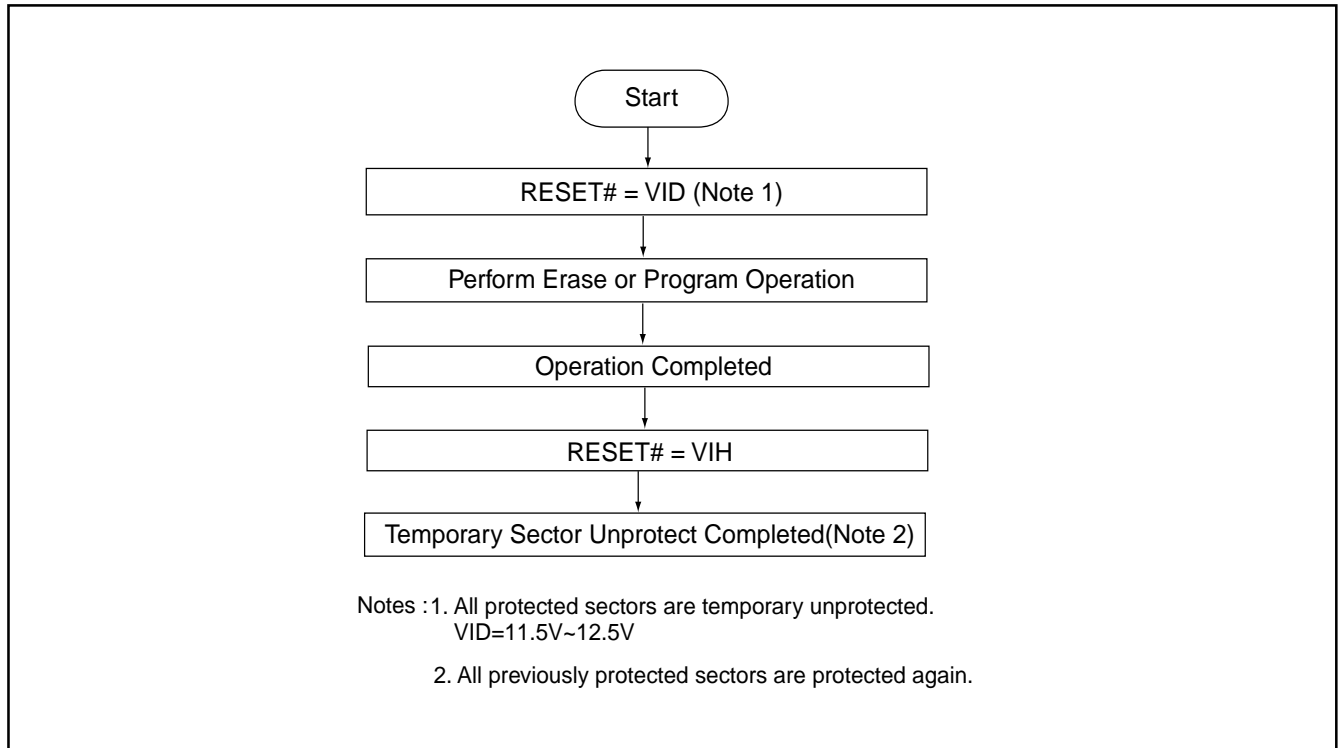 Start
RESET# = VID (Note 1)
Perform Erase or Program Operation
Operation Completed
RESET# = VIH
Temporary Sector Unprotect Completed(Note 2)
Notes : 1. All protected sectors are temporary unprotected.
VID=11.5V~12.5V
2. All previously protected sectors are protected again.